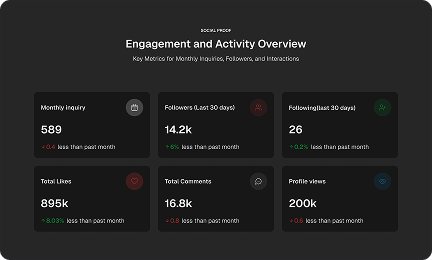 SOCIAL PROOF
Engagement and Activity Overview
Key Metrics for Monthly Inquiries, Followers, and Interactions
Monthly inquiry
589
0.4 less than past month
Followers (Last 30 days)
14.2k
6% less than past month
Following(last 30 days)
26
0.2% less than past month
Total Likes
895k
8.03% less than past month
Total Comments
16.8k
0.8 less than past month
Profile views
200k
0.9 less than past month